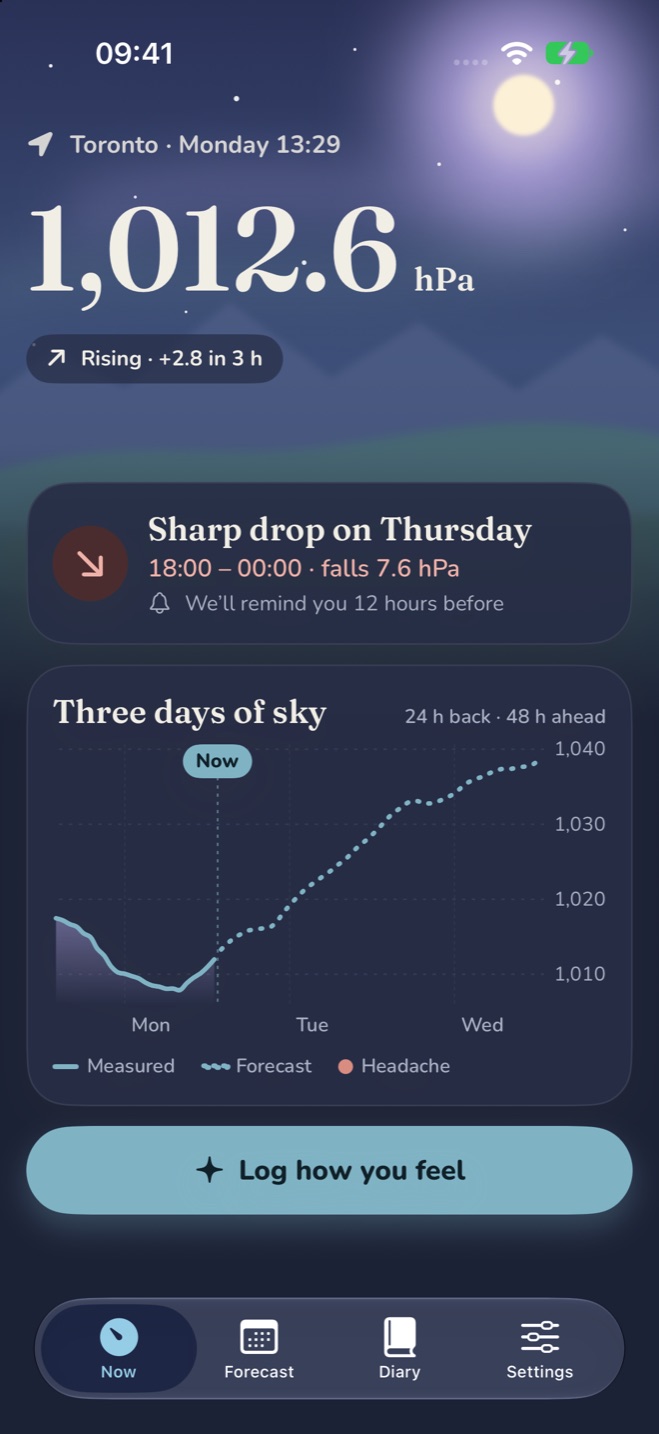 09:41
Toronto · Monday 13:29
1,012.6 hPa
Rising · +2.8 in 3 h
Sharp drop on Thursday
18:00 – 00:00 · falls 7.6 hPa
We’ll remind you 12 hours before
Three days of sky
24 h back · 48 h ahead
Now
1,040
1,030
1,020
1,010
Mon Tue Wed
Measured Forecast Headache
Log how you feel
Now Forecast Diary Settings